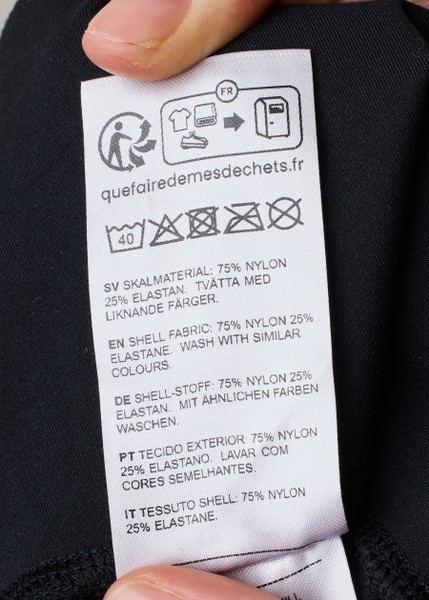 FR
quefairedemesdechets.fr
40
SV SKALMATERIAL: 75% NYLON
25% ELASTAN. TVÄTTA MED
LIKNANDE FÄRGER.
EN SHELL FABRIC: 75% NYLON 25%
ELASTANE. WASH WITH SIMILAR
COLOURS.
DE SHELL-STOFF: 75% NYLON 25%
ELASTAN. MIT ÄHNLICHEN FARBEN
WASCHEN.
PT TECIDO EXTERIOR: 75% NYLON
25% ELASTANO. LAVAR COM
CORES SEMELHANTES.
IT TESSUTO SHELL: 75% NYLON
25% ELASTANE.